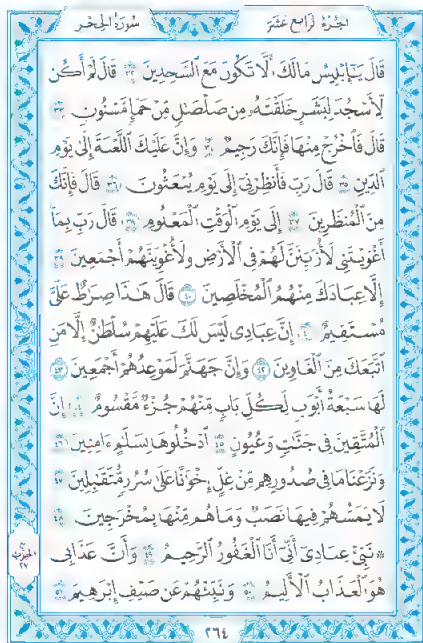 الجزء الرابع عشر
سورة الحجر
قَالَ يَٰٓإِبْلِيسُ مَا لَكَ أَلَّا تَكُونَ مَعَ ٱلسَّٰجِدِينَ ٣٢ قَالَ لَمْ أَكُن
لِّأَسْجُدَ لِبَشَرٍ خَلَقْتَهُۥ مِن صَلْصَٰلٍ مِّنْ حَمَإٍ مَّسْنُونٍ ٣٣
قَالَ فَٱخْرُجْ مِنْهَا فَإِنَّكَ رَجِيمٌ ٣٤ وَإِنَّ عَلَيْكَ ٱللَّعْنَةَ إِلَىٰ يَوْمِ
ٱلدِّينِ ٣٥ قَالَ رَبِّ فَأَنظِرْنِىٓ إِلَىٰ يَوْمِ يُبْعَثُونَ ٣٦ قَالَ فَإِنَّكَ
مِنَ ٱلْمُنظَرِينَ ٣٧ إِلَىٰ يَوْمِ ٱلْوَقْتِ ٱلْمَعْلُومِ ٣٨ قَالَ رَبِّ بِمَآ
أَغْوَيْتَنِى لَأُزَيِّنَنَّ لَهُمْ فِى ٱلْأَرْضِ وَلَأُغْوِيَنَّهُمْ أَجْمَعِينَ ٣٩
إِلَّا عِبَادَكَ مِنْهُمُ ٱلْمُخْلَصِينَ ٤٠ قَالَ هَٰذَا صِرَٰطٌ عَلَىَّ
مُسْتَقِيمٌ ٤١ إِنَّ عِبَادِى لَيْسَ لَكَ عَلَيْهِمْ سُلْطَٰنٌ إِلَّا مَنِ
ٱتَّبَعَكَ مِنَ ٱلْغَاوِينَ ٤٢ وَإِنَّ جَهَنَّمَ لَمَوْعِدُهُمْ أَجْمَعِينَ ٤٣
لَهَا سَبْعَةُ أَبْوَٰبٍ لِّكُلِّ بَابٍ مِّنْهُمْ جُزْءٌ مَّقْسُومٌ ٤٤ إِنَّ
ٱلْمُتَّقِينَ فِى جَنَّٰتٍ وَعُيُونٍ ٤٥ ٱدْخُلُوهَا بِسَلَٰمٍ ءَامِنِينَ ٤٦
وَنَزَعْنَا مَا فِى صُدُورِهِم مِّنْ غِلٍّ إِخْوَٰنًا عَلَىٰ سُرُرٍ مُّتَقَٰبِلِينَ ٤٧
لَا يَمَسُّهُمْ فِيهَا نَصَبٌ وَمَا هُم مِّنْهَا بِمُخْرَجِينَ ٤٨
۞ نَبِّئْ عِبَادِىٓ أَنِّىٓ أَنَا ٱلْغَفُورُ ٱلرَّحِيمُ ٤٩ وَأَنَّ عَذَابِى
هُوَ ٱلْعَذَابُ ٱلْأَلِيمُ ٥٠ وَنَبِّئْهُمْ عَن ضَيْفِ إِبْرَٰهِيمَ ٥١
الحزب
٢٧
٢٦٤